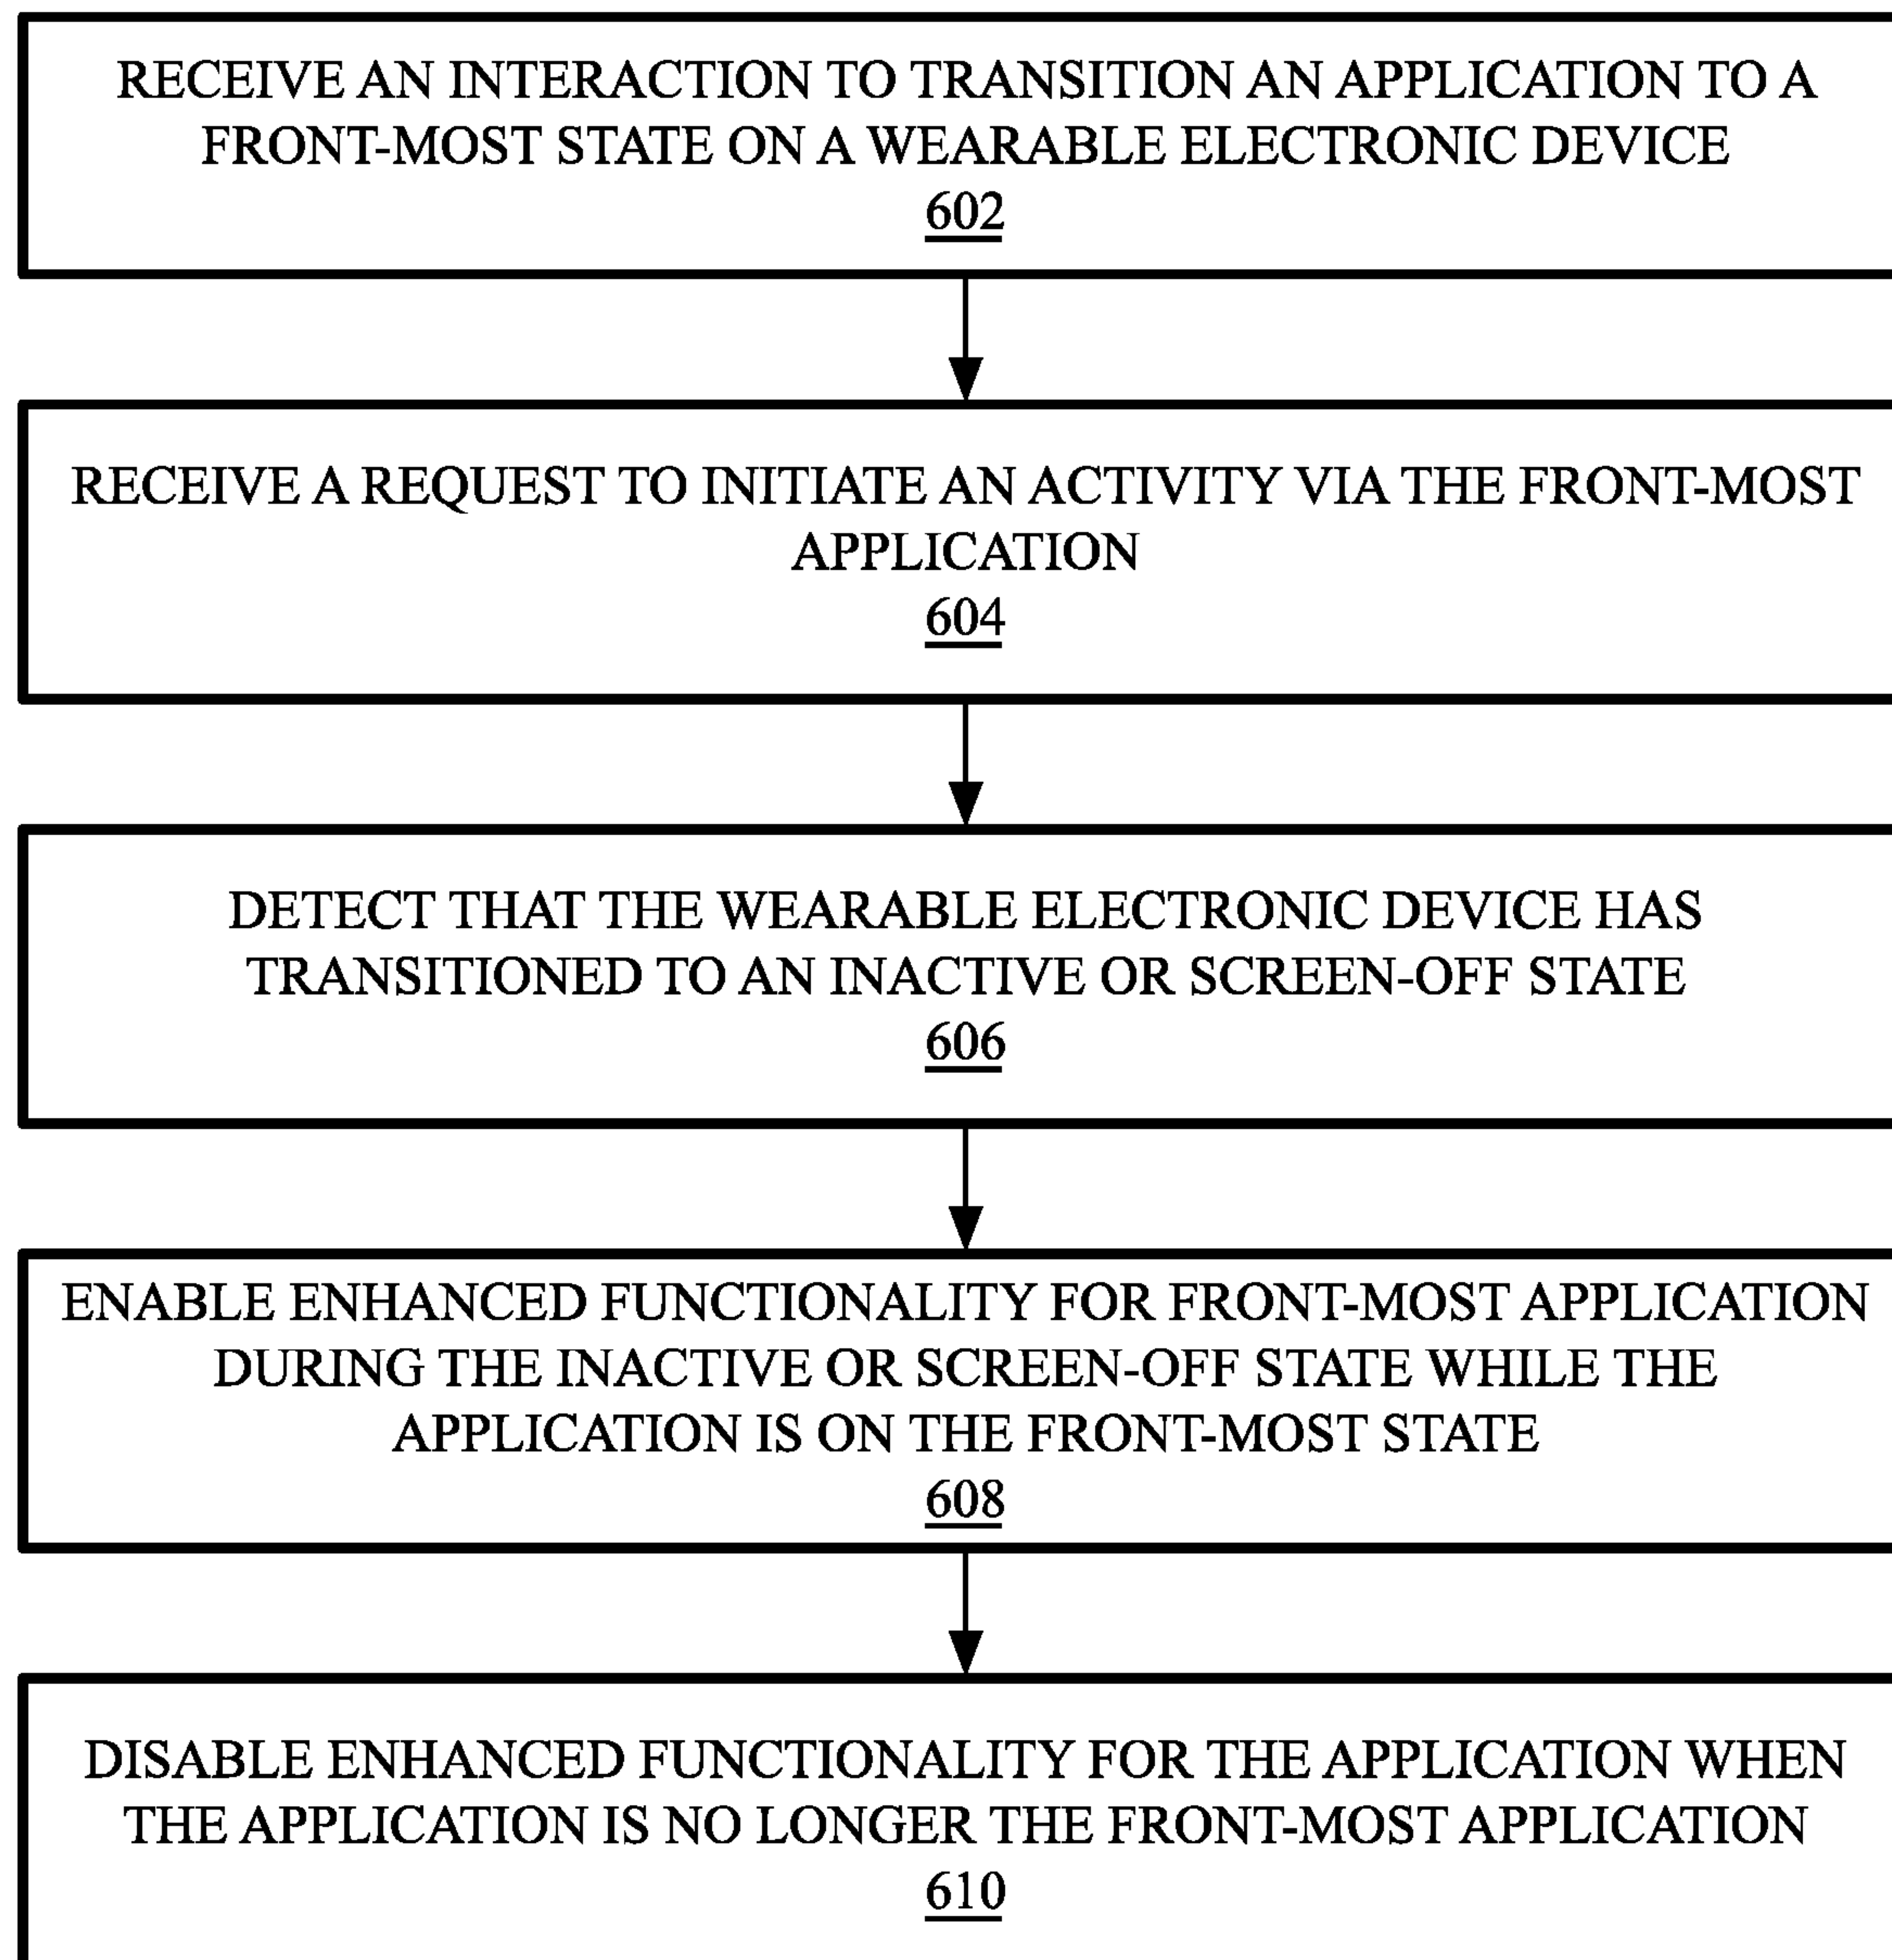 RECEIVE AN INTERACTION TO TRANSITION AN APPLICATION TO A
FRONT-MOST STATE ON A WEARABLE ELECTRONIC DEVICE
602
RECEIVE A REQUEST TO INITIATE AN ACTIVITY VIA THE FRONT-MOST
APPLICATION
604
DETECT THAT THE WEARABLE ELECTRONIC DEVICE HAS
TRANSITIONED TO AN INACTIVE OR SCREEN-OFF STATE
606
ENABLE ENHANCED FUNCTIONALITY FOR FRONT-MOST APPLICATION
DURING THE INACTIVE OR SCREEN-OFF STATE WHILE THE
APPLICATION IS ON THE FRONT-MOST STATE
608
DISABLE ENHANCED FUNCTIONALITY FOR THE APPLICATION WHEN
THE APPLICATION IS NO LONGER THE FRONT-MOST APPLICATION
610